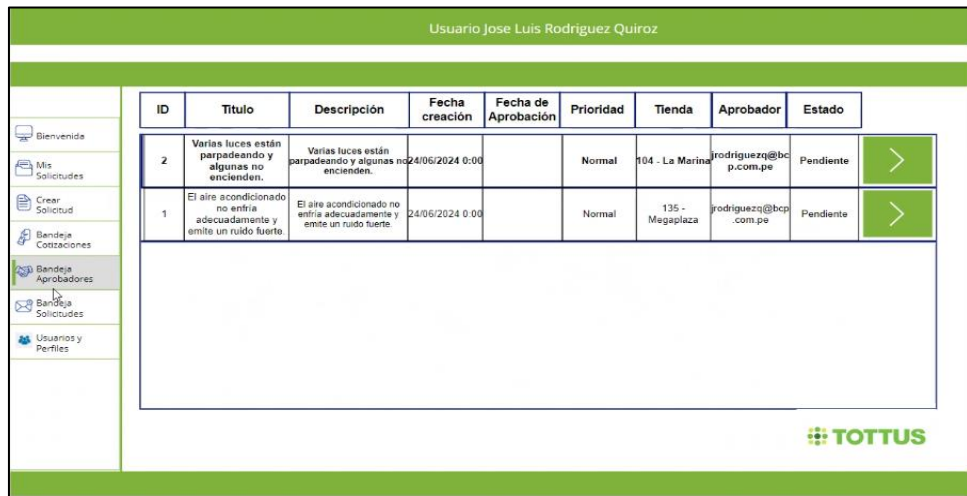 Usuario Jose Luis Rodriguez Quiroz
Bienvenida
Mis
Solicitudes
Crear
Solicitud
Bandeja
Cotizaciones
Bandeja
Aprobadores
Bandeja
Solicitudes
Usuarios y
Perfiles
ID
Titulo
Descripción
Fecha
creación
Fecha de
Aprobación
Prioridad
Tienda
Aprobador
Estado
2
Varias luces están
parpadeando y
algunas no
encienden.
Varias luces están
parpadeando y algunas no
encienden.
24/06/2024 0:00
Normal
104 - La Marina
jrodriguezq@bc
p.com.pe
Pendiente
1
El aire acondicionado
no enfría
adecuadamente y
emite un ruido fuerte.
El aire acondicionado no
enfría adecuadamente y
emite un ruido fuerte.
24/06/2024 0:00
Normal
135 -
Megaplaza
jrodriguezq@bcp
.com.pe
Pendiente
TOTTUS